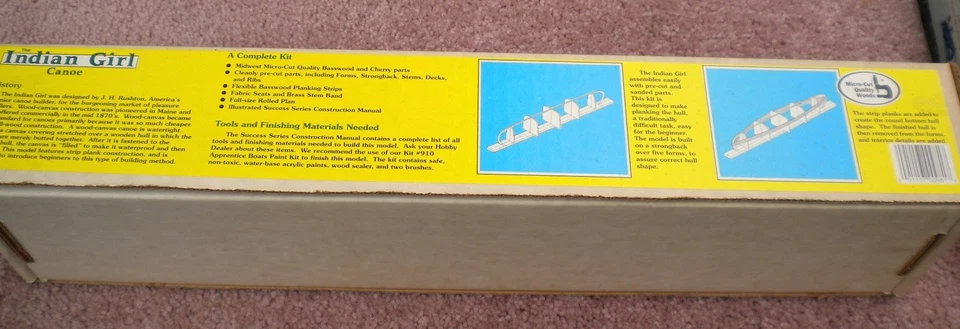 The
Indian Girl
Canoe
istory
The Indian Girl was designed by J. H. Rushton, America's
canoe builder, for the burgeoning market of pleasure
Wood-canvas construction was pioneered in Maine and
offered commercially in the mid 1870's. Wood-canvas became
standard for canoes primarily because it was so much cheaper
construction. A wood-canvas canoe is watertight
canvas covering stretched over a wooden hull in which the
merely butted together. After it is fastened to the
hull, the canvas is "filled" to make it waterproof and then
This model features strip plank construction, and is
to introduce beginners to this type of building method.
A Complete Kit
● Midwest Micro-Cut Quality Basswood and Cherry parts
● Cleanly pre-cut parts, including Forms, Strongback, Stems, Decks,
and Ribs
● Flexible Basswood Planking Strips
● Fabric Seats and Brass Stem Band
● Full-size Rolled Plan
● Illustrated Success Series Construction Manual
Tools and Finishing Materials Needed
The Success Series Construction Manual contains a complete list of all
tools and finishing materials needed to build this model. Ask your Hobby
Dealer about these items. We recommend the use of our Kit #910
Apprentice Boats Paint Kit to finish this model. The kit contains safe,
non-toxic, water-base acrylic paints, wood sealer, and two brushes.
The Indian Girl
assembles easily
with pre-cut and
sanded parts.
This kit is
designed to make
planking the hull,
a traditionally
difficult task, easy
for the beginner.
The model is built
on a strongback
over five forms, to
assure correct hull
shape.
Micro-Cut
Quality
Woods
The strip planks are added to
create the canoe bottom hull
shape. The finished hull is
then removed from the forms,
and interior details are added.